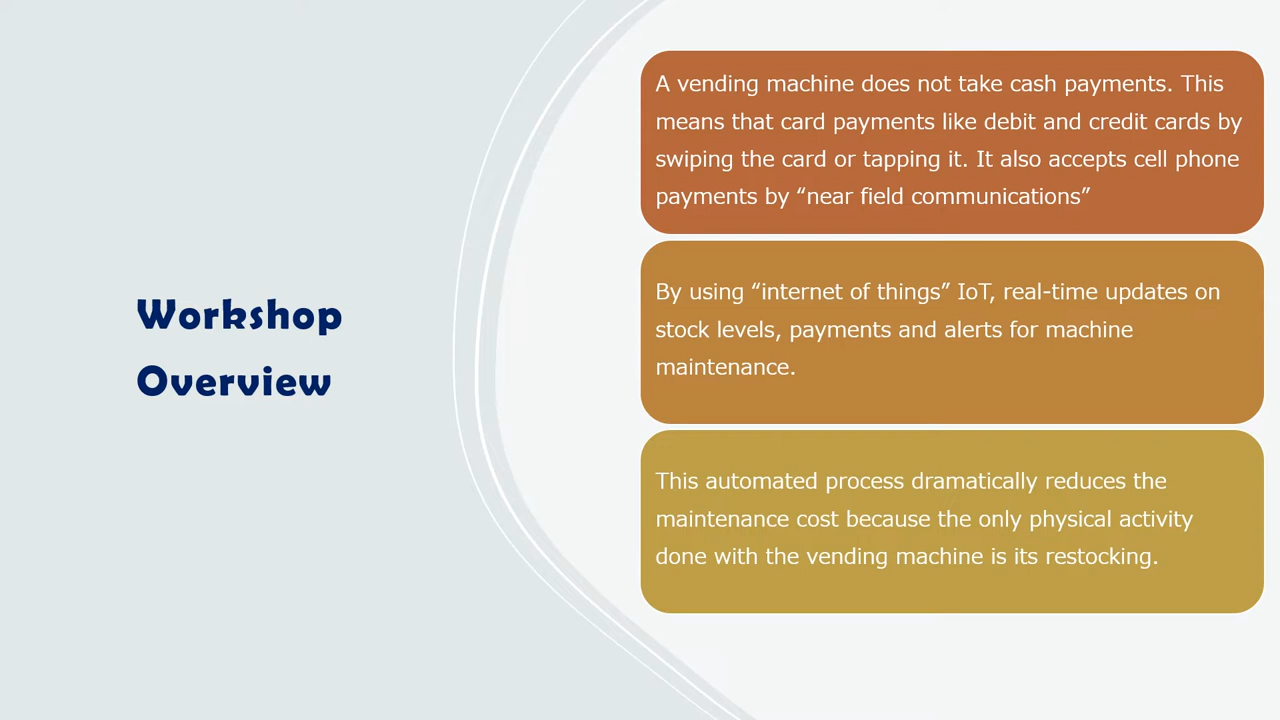 Workshop
Overview
A vending machine does not take cash payments. This
means that card payments like debit and credit cards by
swiping the card or tapping it. It also accepts cell phone
payments by “near field communications”
By using “internet of things” IoT, real-time updates on
stock levels, payments and alerts for machine
maintenance.
This automated process dramatically reduces the
maintenance cost because the only physical activity
done with the vending machine is its restocking.